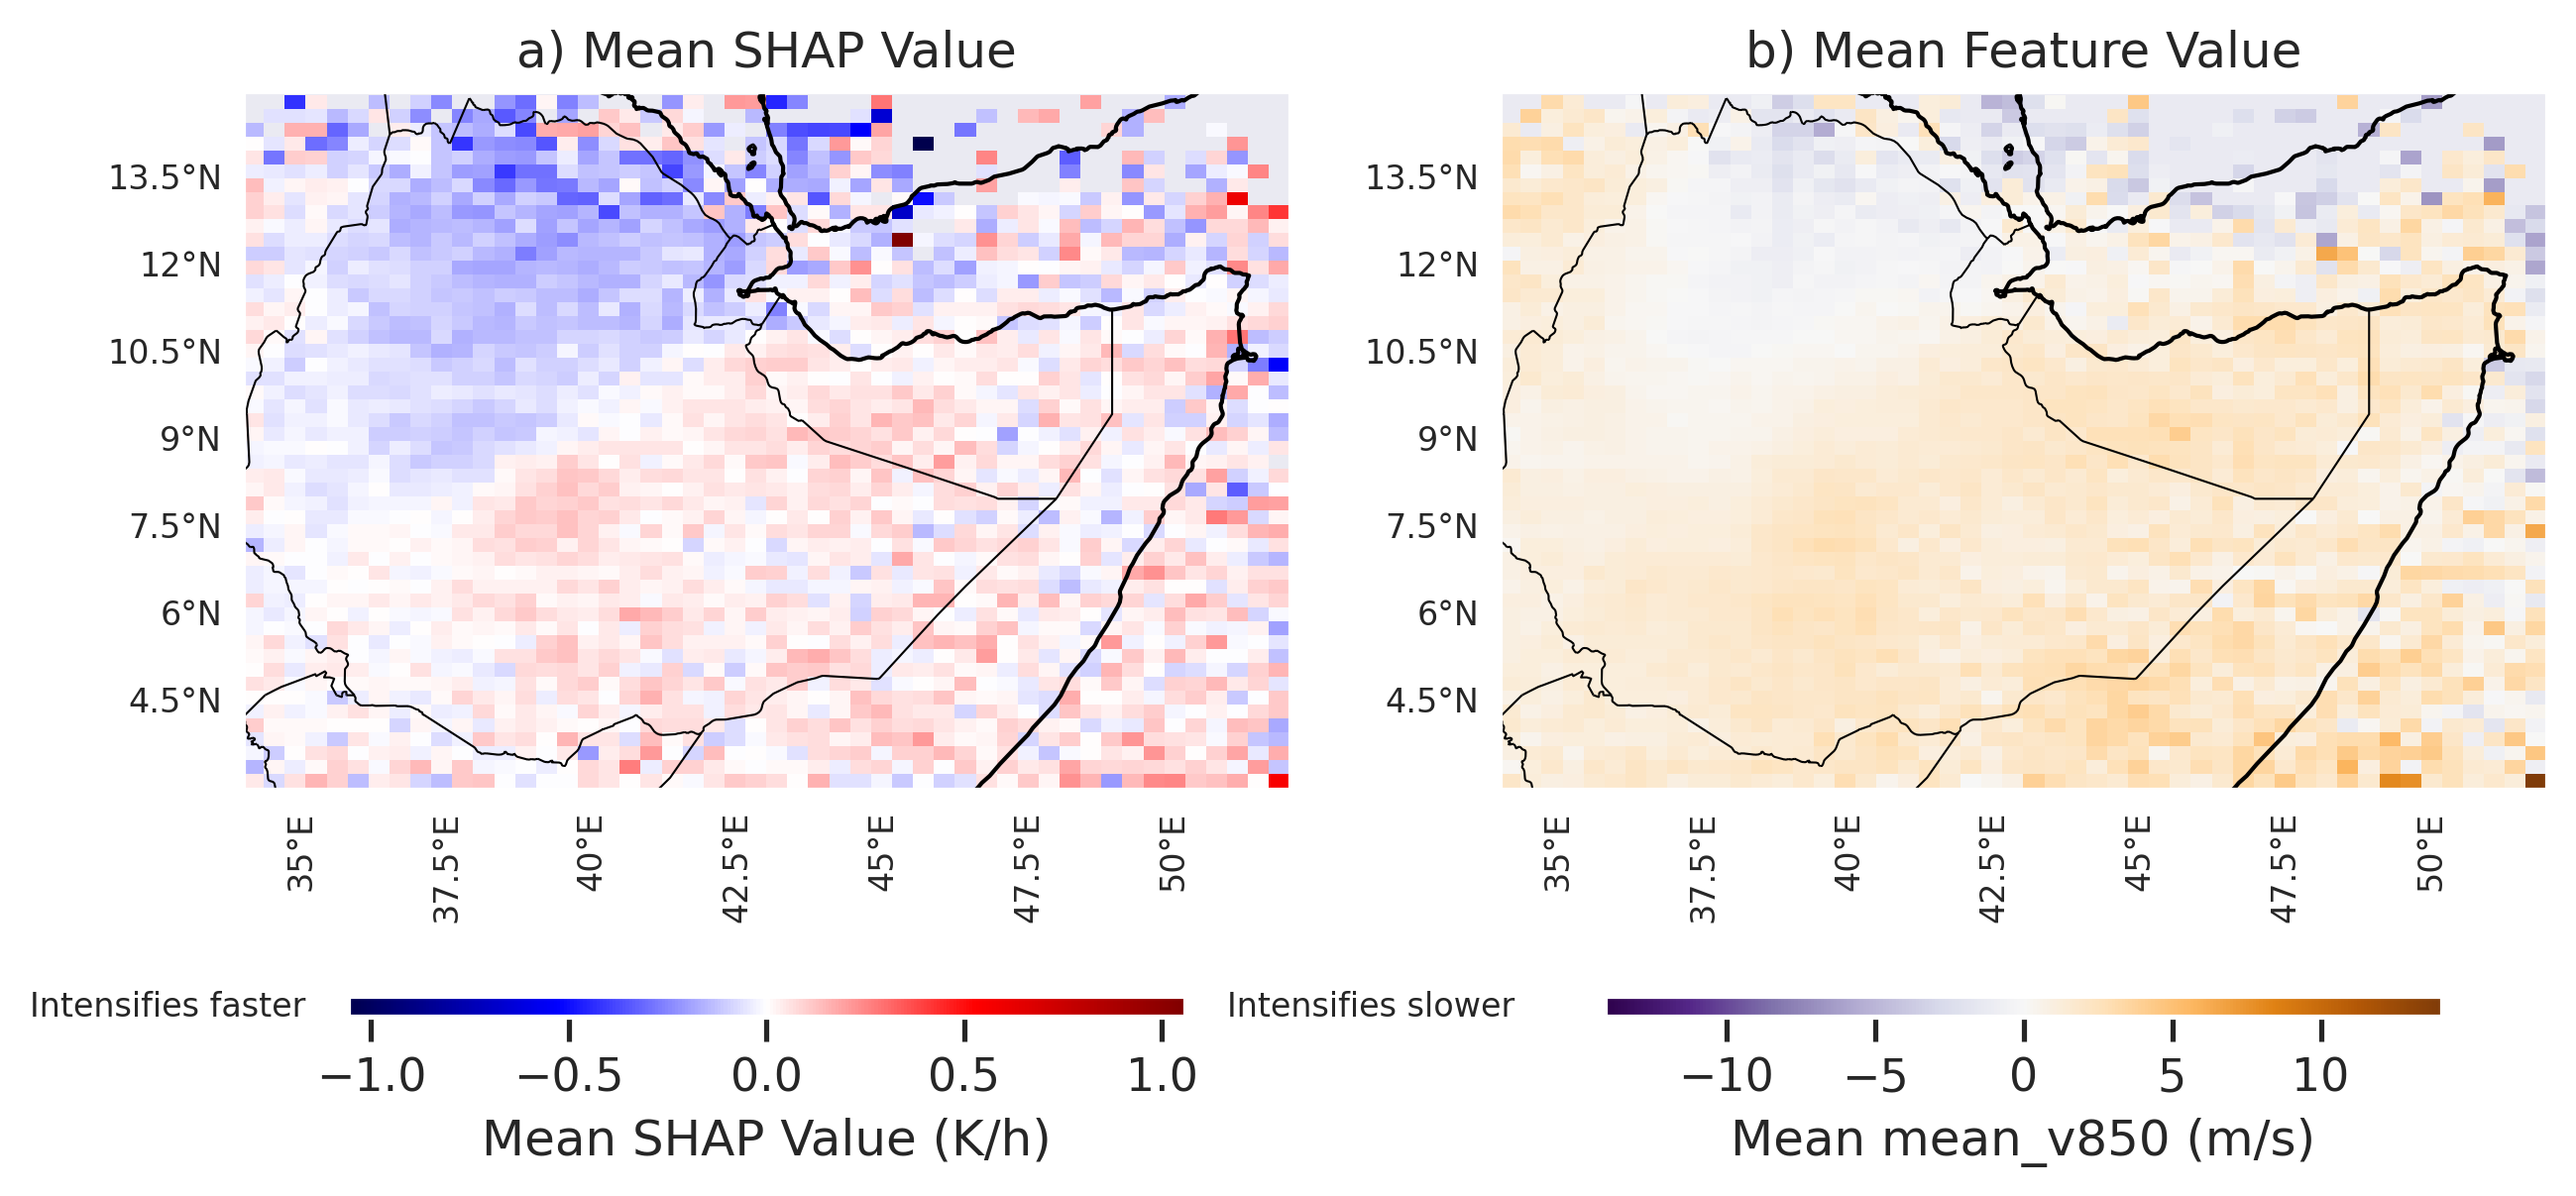 a) Mean SHAP Value
13.5°N
12°N
10.5°N
9°N
7.5°N
6°N
4.5°N
35°E
37.5°E
40°E
42.5°E
45°E
47.5°E
50°E
Intensifies faster
Intensifies slower
−1.0
−0.5
0.0
0.5
1.0
Mean SHAP Value (K/h)
b) Mean Feature Value
13.5°N
12°N
10.5°N
9°N
7.5°N
6°N
4.5°N
35°E
37.5°E
40°E
42.5°E
45°E
47.5°E
50°E
−10
−5
0
5
10
Mean mean_v850 (m/s)